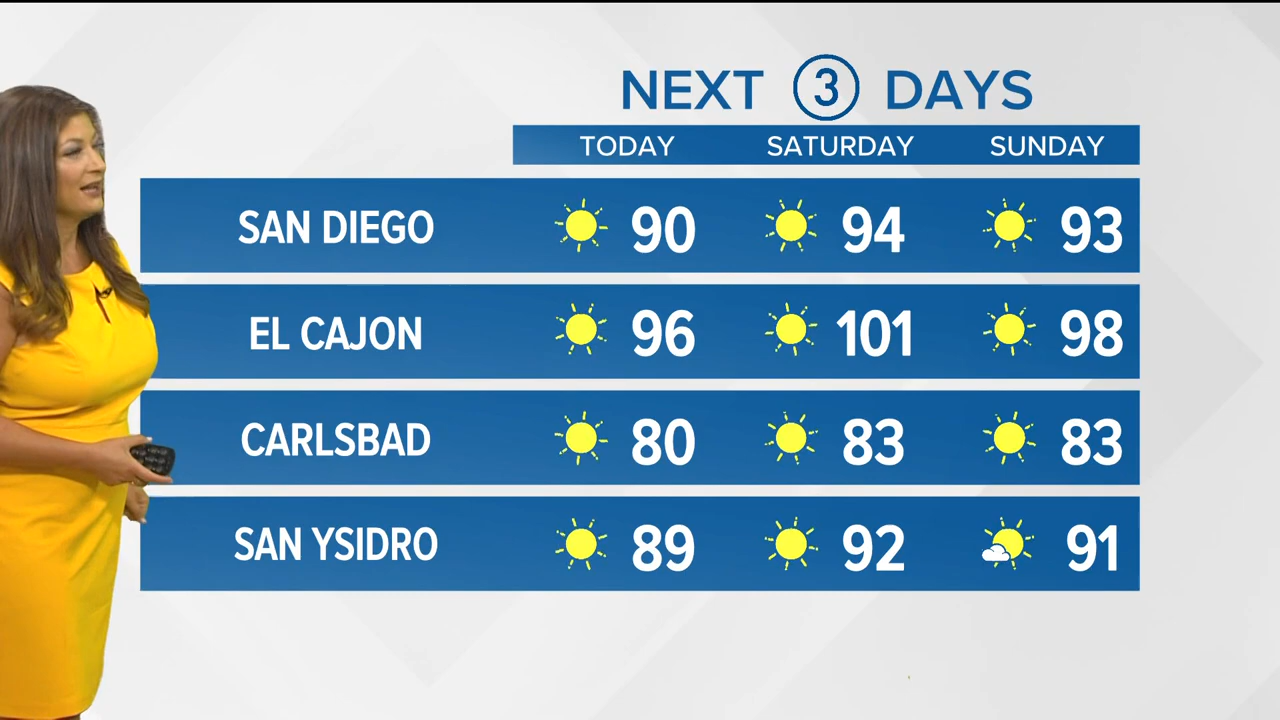 NEXT 3 DAYS
TODAY SATURDAY SUNDAY
SAN DIEGO 90 94 93
EL CAJON 96 101 98
CARLSBAD 80 83 83
SAN YSIDRO 89 92 91